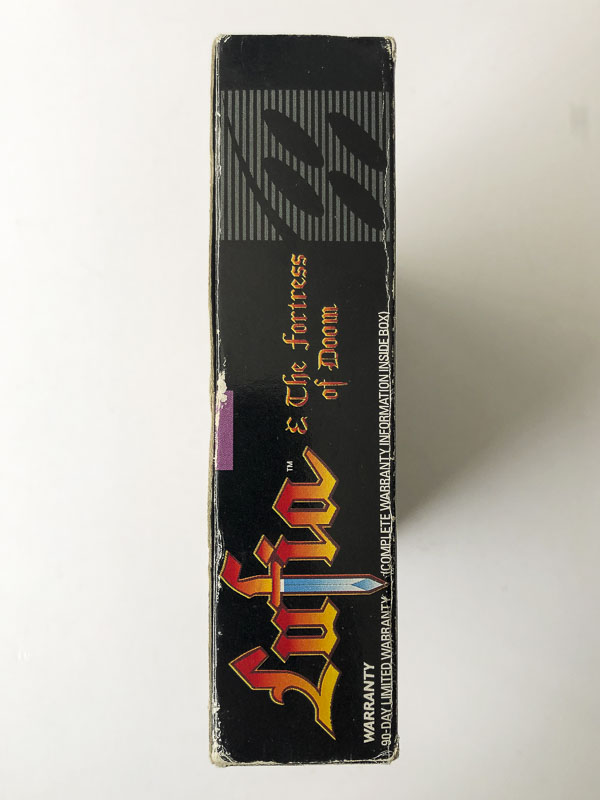 Lufia™ & The Fortress
of Doom
WARRANTY
90-DAY LIMITED WARRANTY (COMPLETE WARRANTY INFORMATION INSIDE BOX)